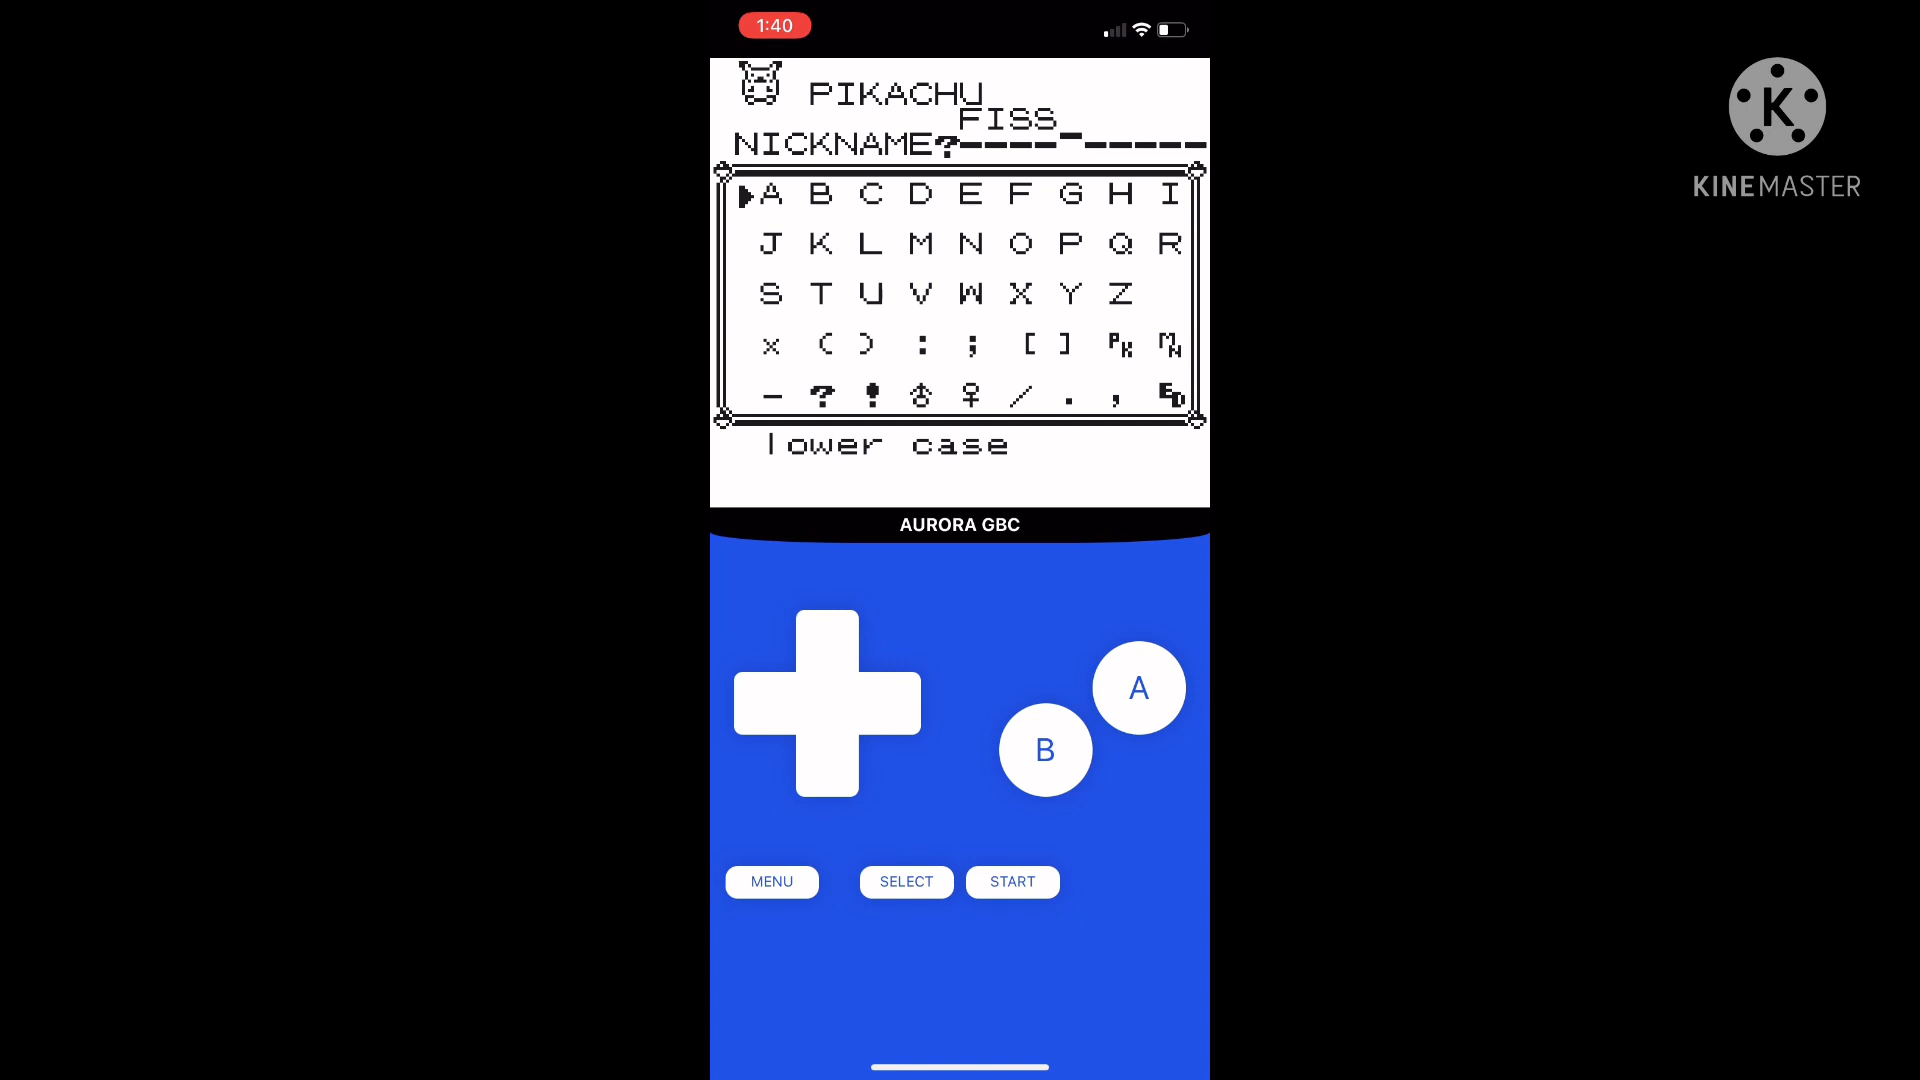 1:40
PIKACHU
FISS
NICKNAME?
A B C D E F G H I
J K L M N O P Q R
S T U V W X Y Z
× ( ) : ; [ ] PK MN
- ? ! ♂ ♀ / . , ED
lower case
AURORA GBC
A
B
MENU SELECT START
K
KINEMASTER